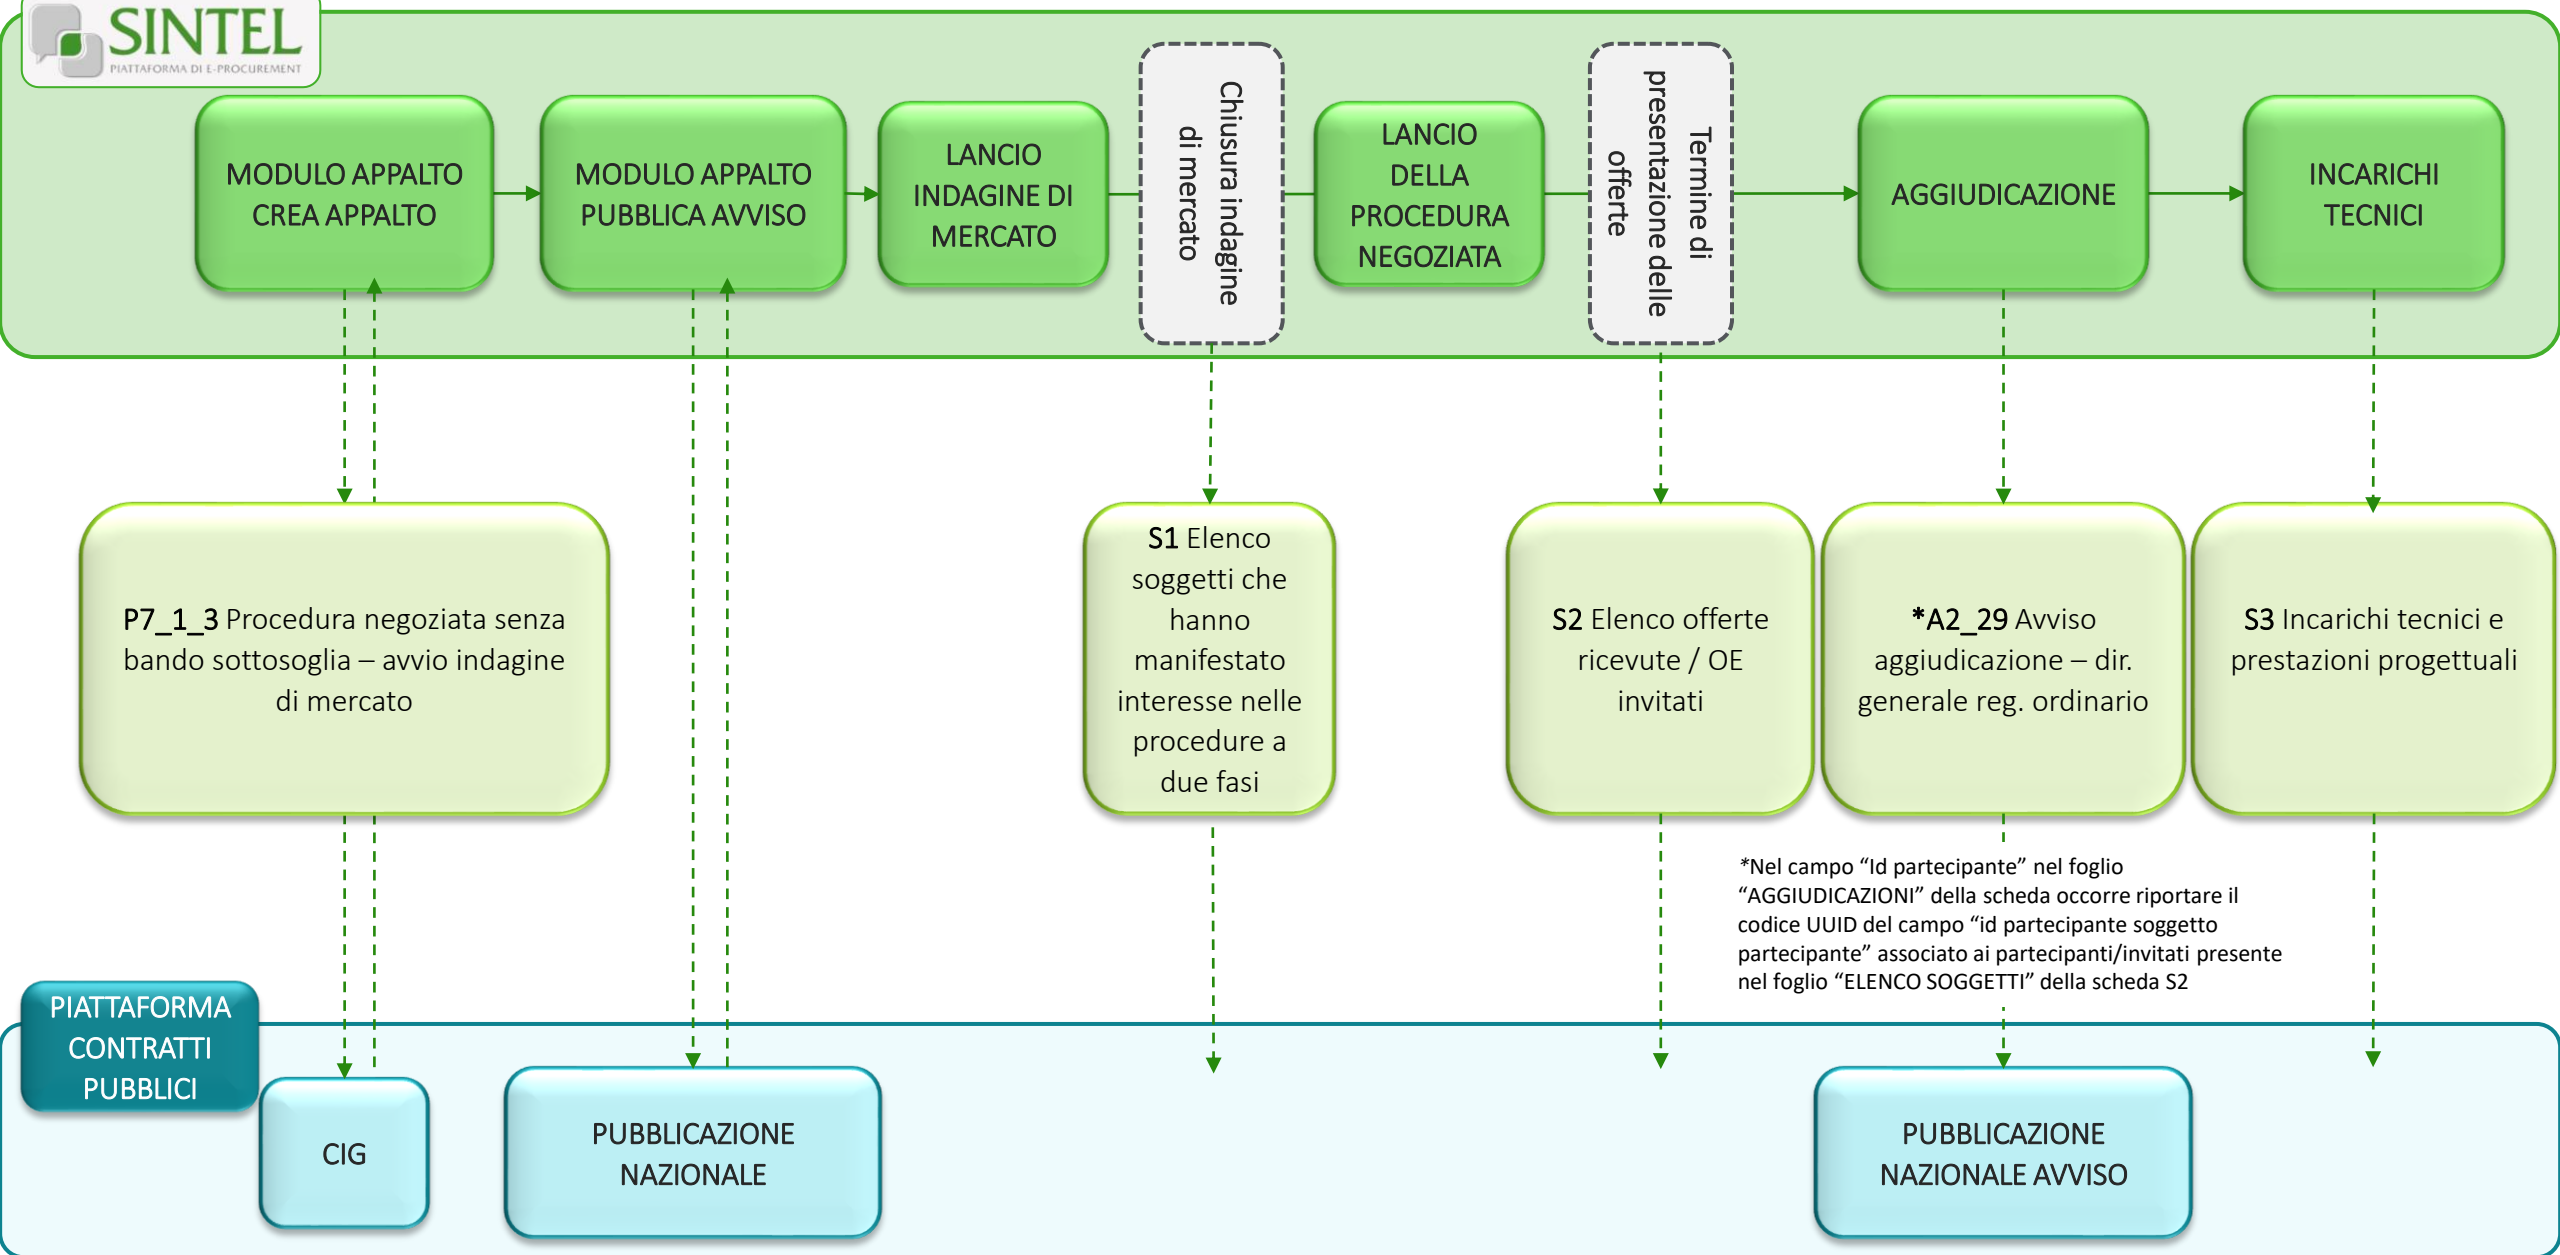 SINTEL
PIATTAFORMA DI E-PROCUREMENT
MODULO APPALTO
CREA APPALTO
MODULO APPALTO
PUBBLICA AVVISO
LANCIO
INDAGINE DI
MERCATO
Chiusura indagine
di mercato
LANCIO
DELLA
PROCEDURA
NEGOZIATA
Termine di
presentazione delle
offerte
AGGIUDICAZIONE
INCARICHI
TECNICI
P7_1_3 Procedura negoziata senza
bando sottosoglia – avvio indagine
di mercato
S1 Elenco
soggetti che
hanno
manifestato
interesse nelle
procedure a
due fasi
S2 Elenco offerte
ricevute / OE
invitati
*A2_29 Avviso
aggiudicazione – dir.
generale reg. ordinario
S3 Incarichi tecnici e
prestazioni progettuali
*Nel campo “Id partecipante” nel foglio
“AGGIUDICAZIONI” della scheda occorre riportare il
codice UUID del campo “id partecipante soggetto
partecipante” associato ai partecipanti/invitati presente
nel foglio “ELENCO SOGGETTI” della scheda S2
PIATTAFORMA
CONTRATTI
PUBBLICI
CIG
PUBBLICAZIONE
NAZIONALE
PUBBLICAZIONE
NAZIONALE AVVISO